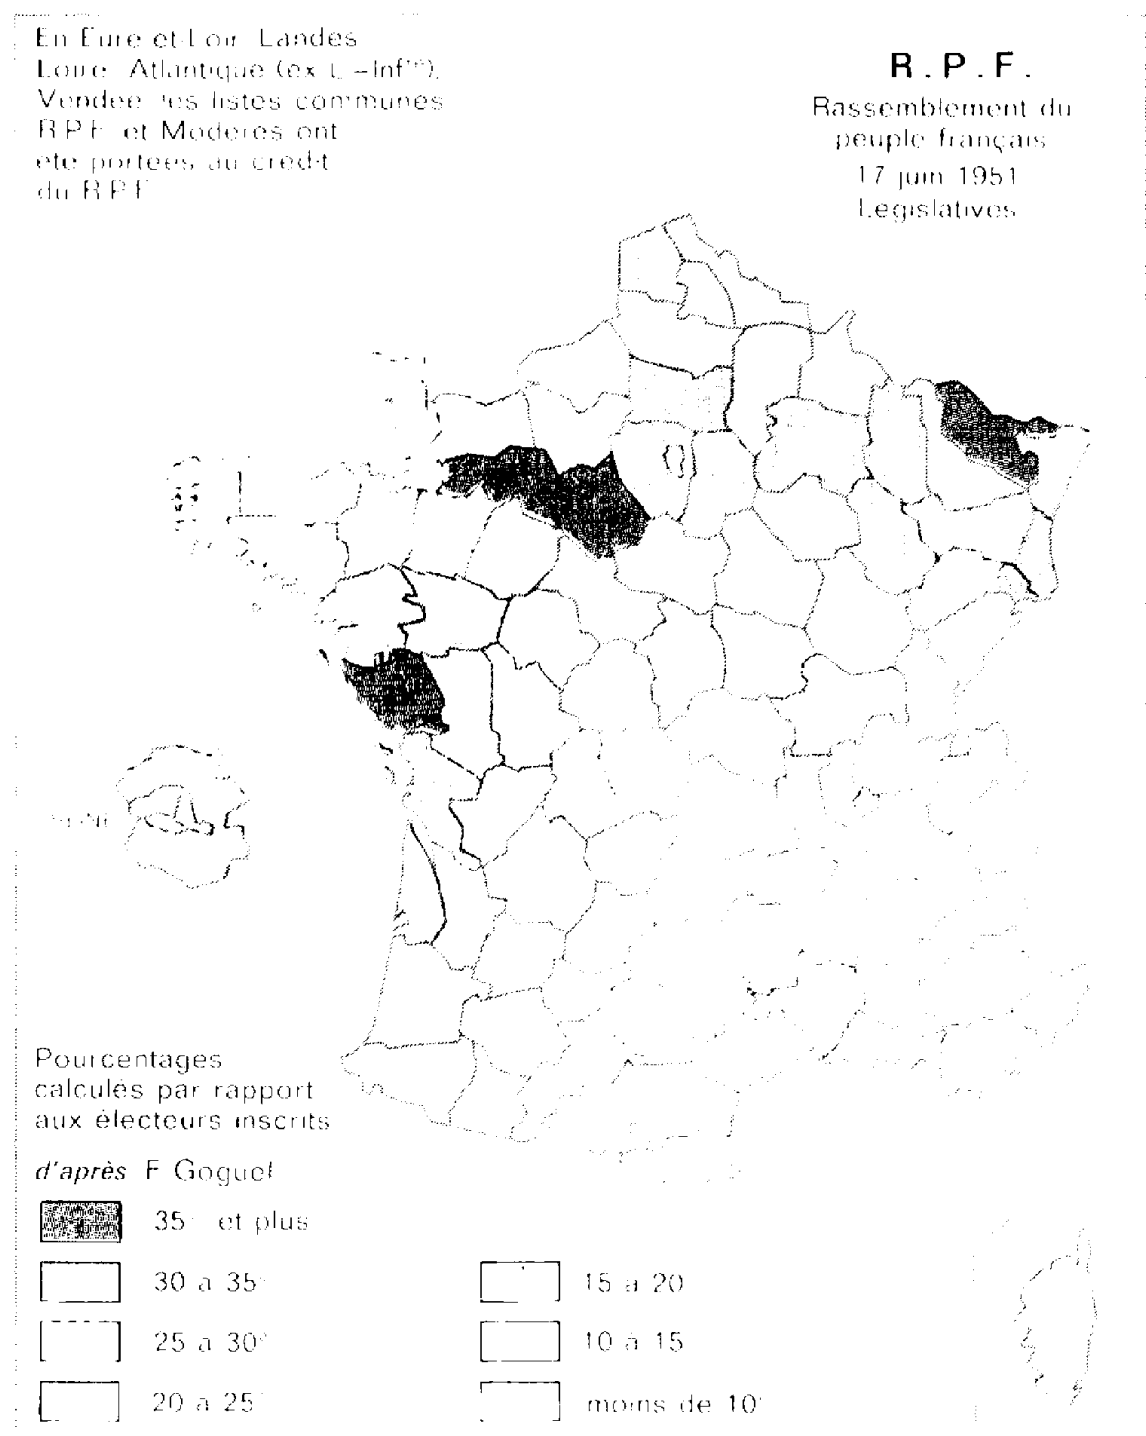 En Eure-et-Loir Landes
Loire Atlantique (ex L-Infre),
Vendée les listes communes
R P F et Modérés ont
été portées au crédit
du R P F
R.P.F.
Rassemblement du
peuple français
17 juin 1951
Législatives
Pourcentages
calculés par rapport
aux électeurs inscrits
d'après F Goguel
35 et plus
30 à 35
25 à 30
20 à 25
15 à 20
10 à 15
moins de 10